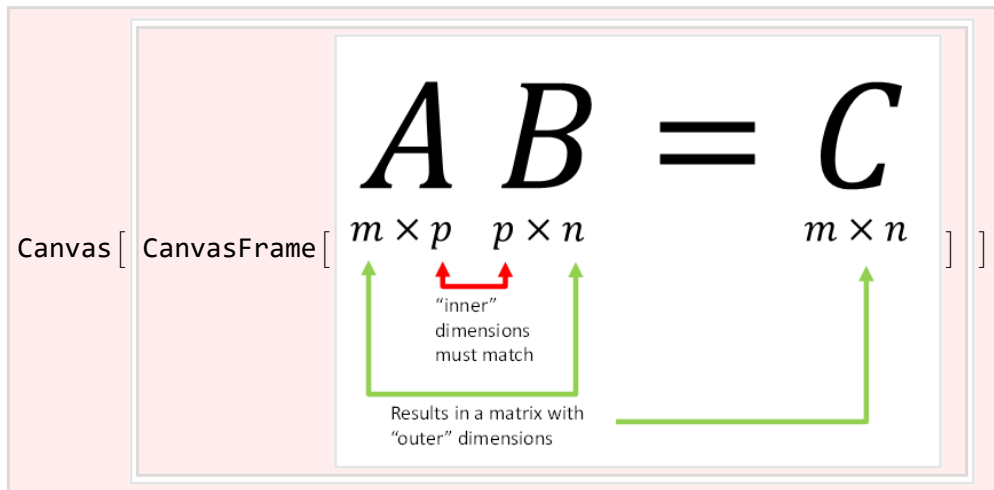 A B = C
m × p p × n m × n
Canvas[ CanvasFrame[ ] ]
“inner”
dimensions
must match
Results in a matrix with
“outer” dimensions